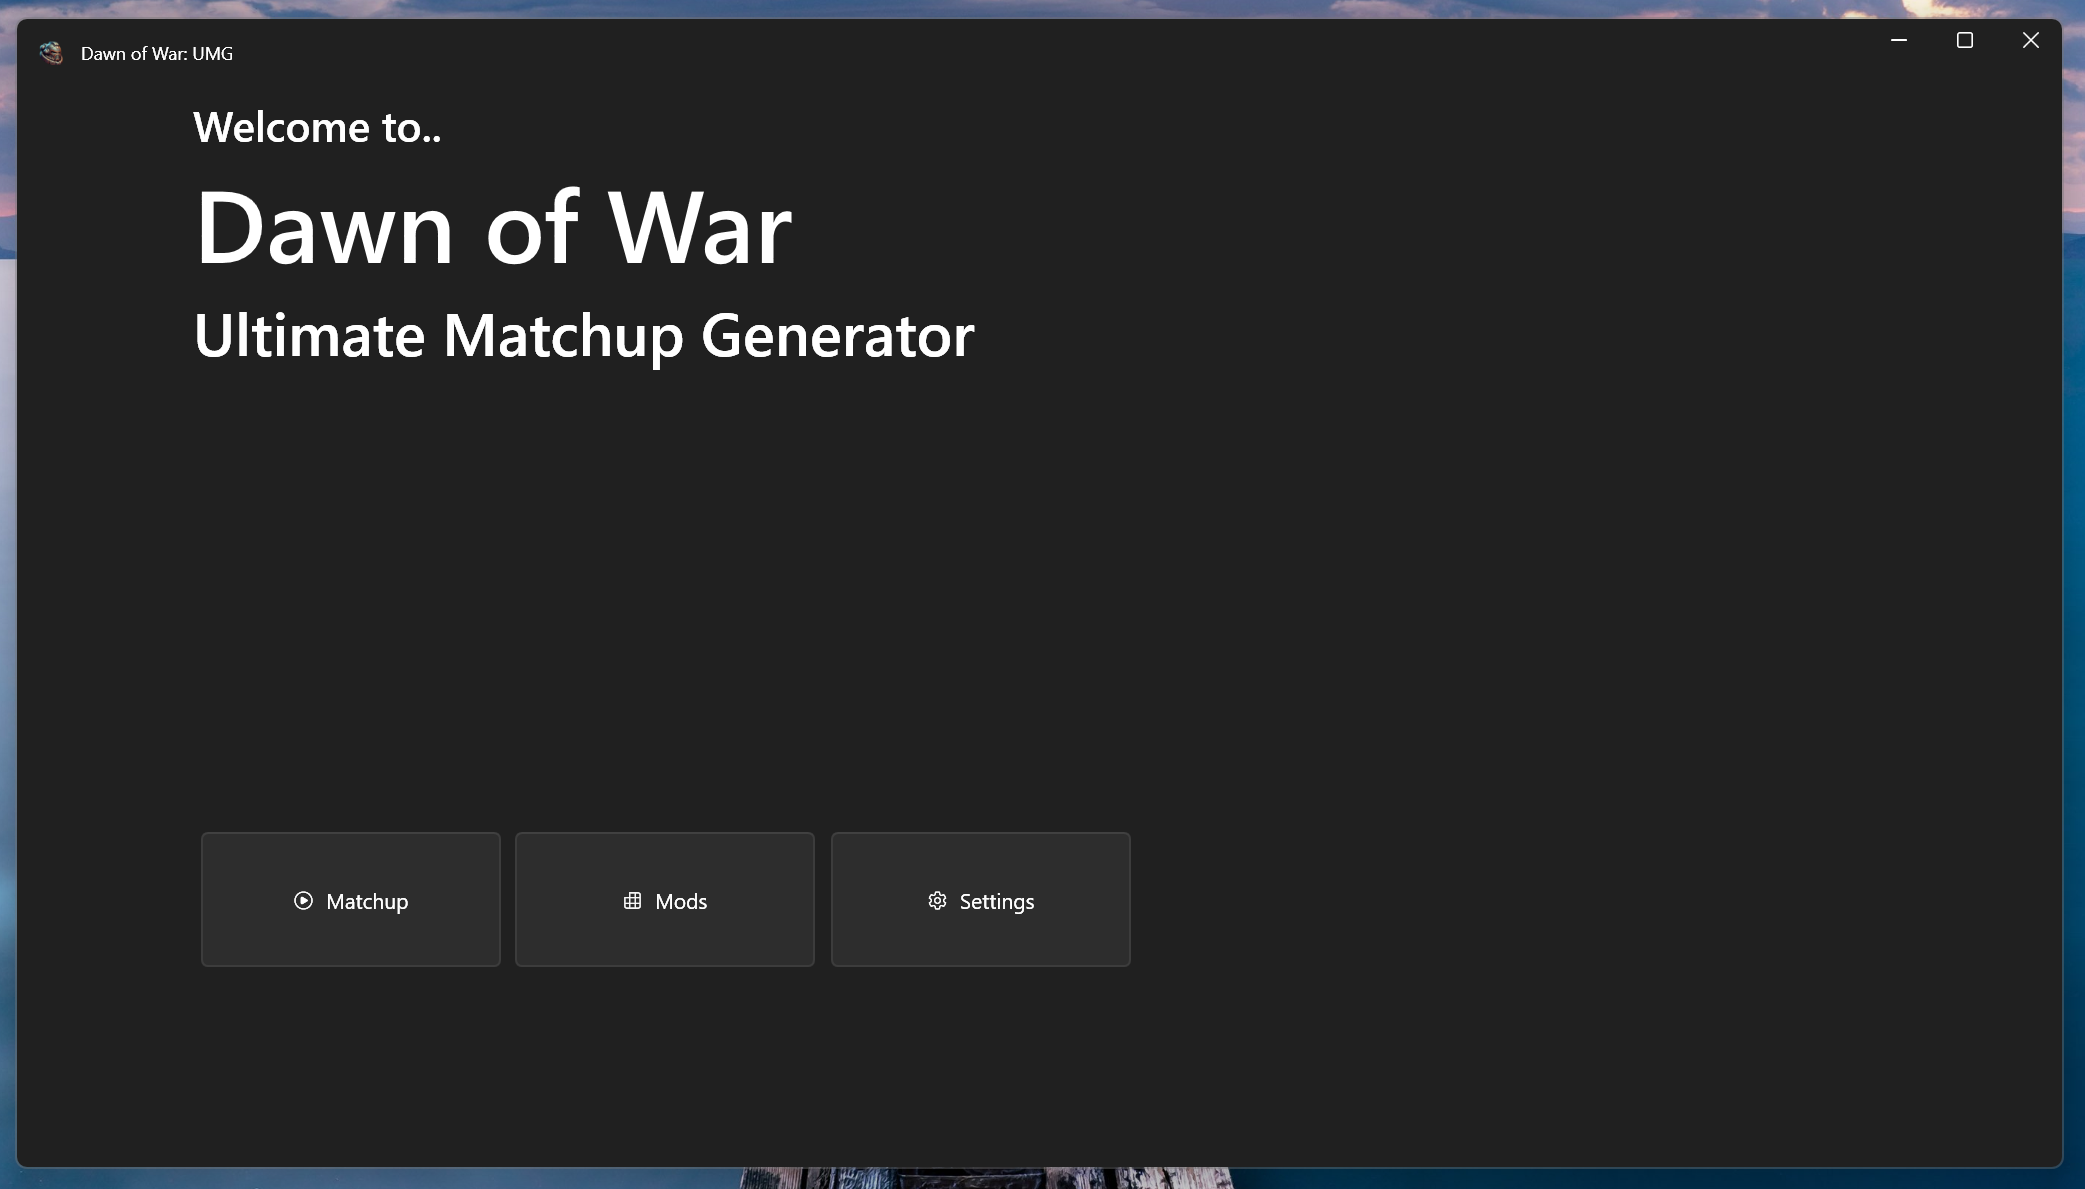 Dawn of War: UMG
Welcome to..
Dawn of War
Ultimate Matchup Generator
Matchup
Mods
Settings